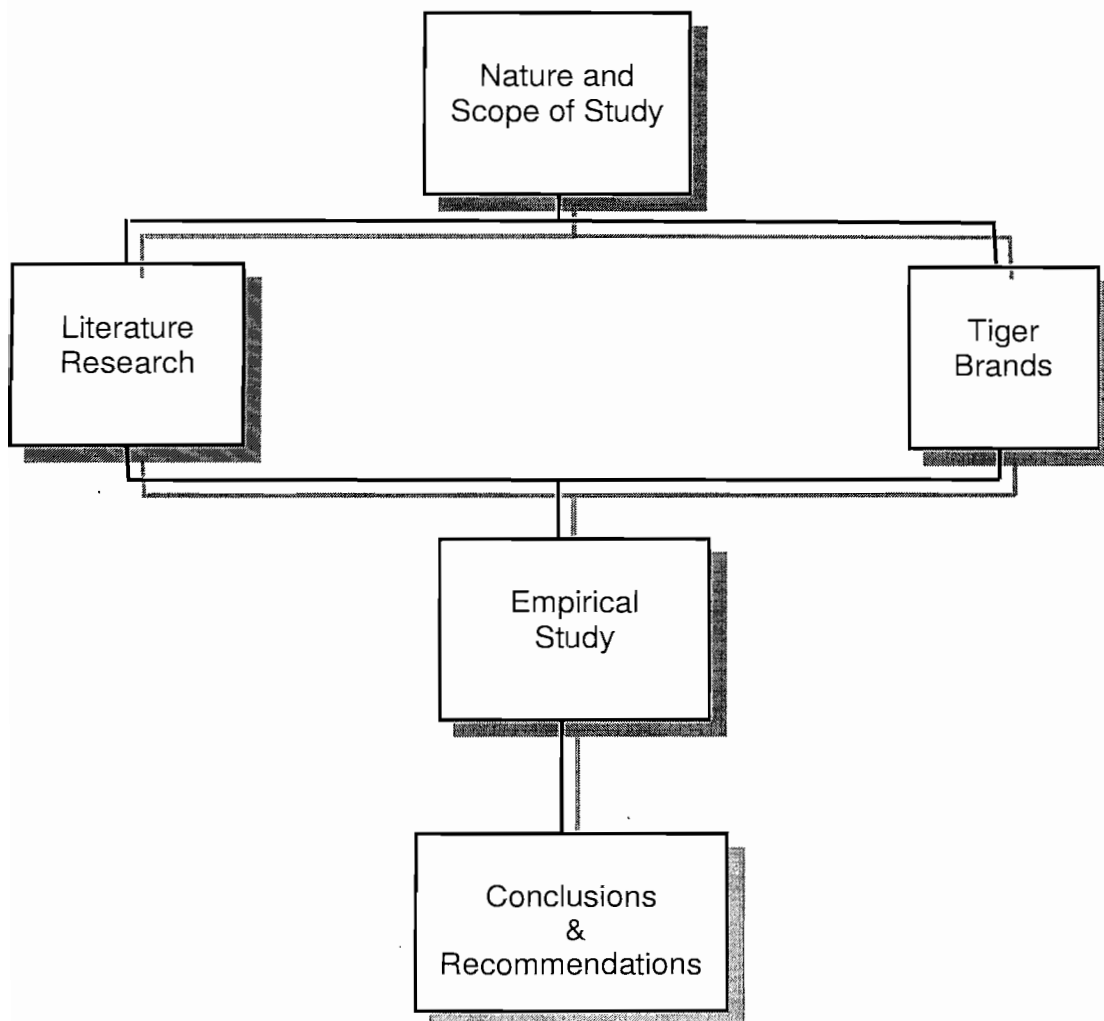 Nature and
Scope of Study
Literature
Research
Tiger
Brands
Empirical
Study
Conclusions
&
Recommendations